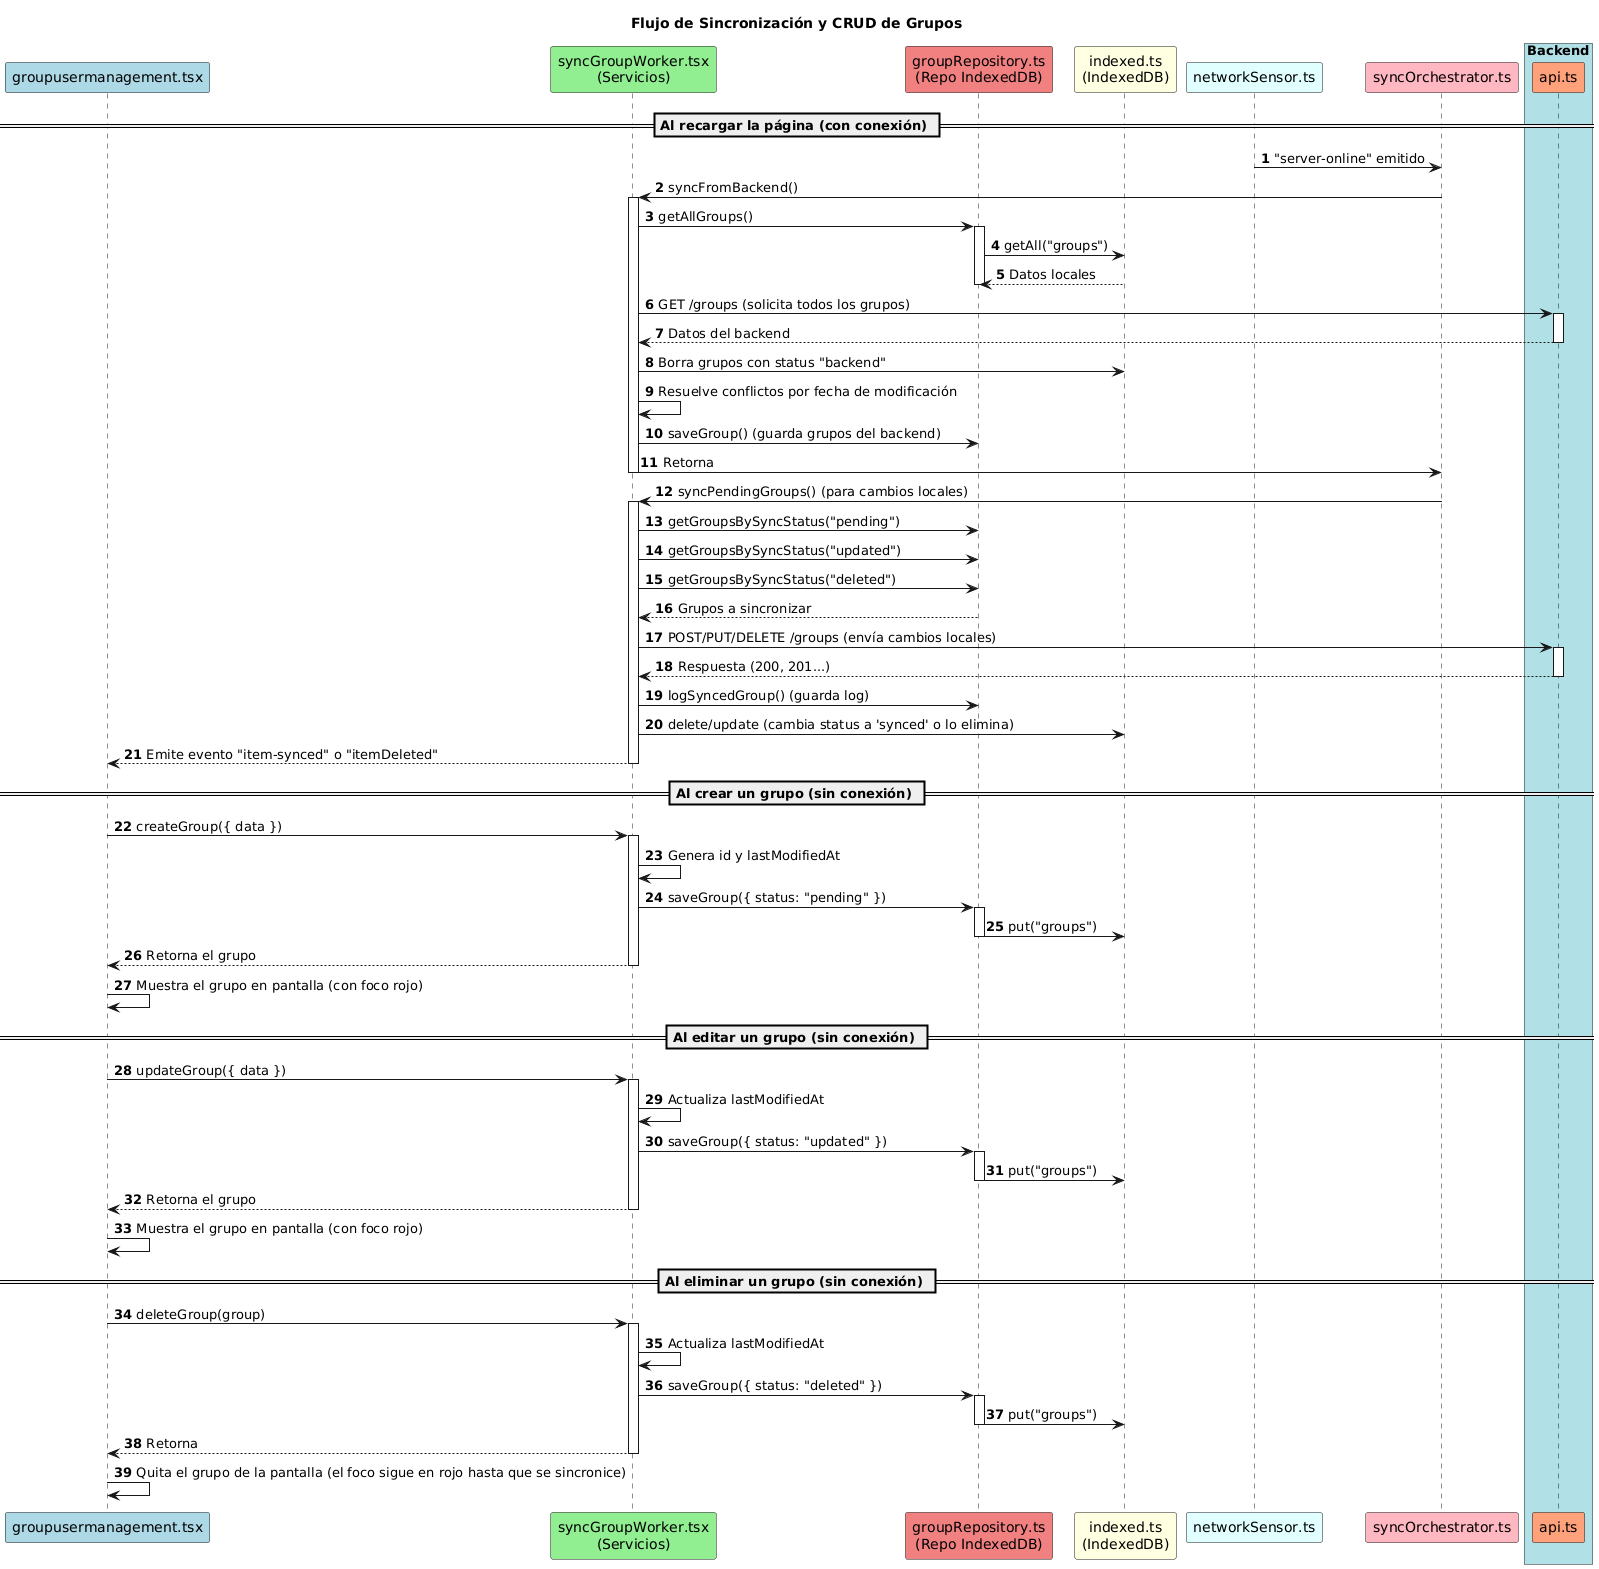 Flujo de Sincronización y CRUD de Grupos
Backend
groupusermanagement.tsx
syncGroupWorker.tsx
(Servicios)
groupRepository.ts
(Repo IndexedDB)
indexed.ts
(IndexedDB)
networkSensor.ts
syncOrchestrator.ts
api.ts
Al recargar la página (con conexión)
1 "server-online" emitido
2 syncFromBackend()
3 getAllGroups()
4 getAll("groups")
5 Datos locales
6 GET /groups (solicita todos los grupos)
7 Datos del backend
8 Borra grupos con status "backend"
9 Resuelve conflictos por fecha de modificación
10 saveGroup() (guarda grupos del backend)
11 Retorna
12 syncPendingGroups() (para cambios locales)
13 getGroupsBySyncStatus("pending")
14 getGroupsBySyncStatus("updated")
15 getGroupsBySyncStatus("deleted")
16 Grupos a sincronizar
17 POST/PUT/DELETE /groups (envía cambios locales)
18 Respuesta (200, 201...)
19 logSyncedGroup() (guarda log)
20 delete/update (cambia status a 'synced' o lo elimina)
21 Emite evento "item-synced" o "itemDeleted"
Al crear un grupo (sin conexión)
22 createGroup({ data })
23 Genera id y lastModifiedAt
24 saveGroup({ status: "pending" })
25 put("groups")
26 Retorna el grupo
27 Muestra el grupo en pantalla (con foco rojo)
Al editar un grupo (sin conexión)
28 updateGroup({ data })
29 Actualiza lastModifiedAt
30 saveGroup({ status: "updated" })
31 put("groups")
32 Retorna el grupo
33 Muestra el grupo en pantalla (con foco rojo)
Al eliminar un grupo (sin conexión)
34 deleteGroup(group)
35 Actualiza lastModifiedAt
36 saveGroup({ status: "deleted" })
37 put("groups")
38 Retorna
39 Quita el grupo de la pantalla (el foco sigue en rojo hasta que se sincronice)
groupusermanagement.tsx
syncGroupWorker.tsx
(Servicios)
groupRepository.ts
(Repo IndexedDB)
indexed.ts
(IndexedDB)
networkSensor.ts
syncOrchestrator.ts
api.ts